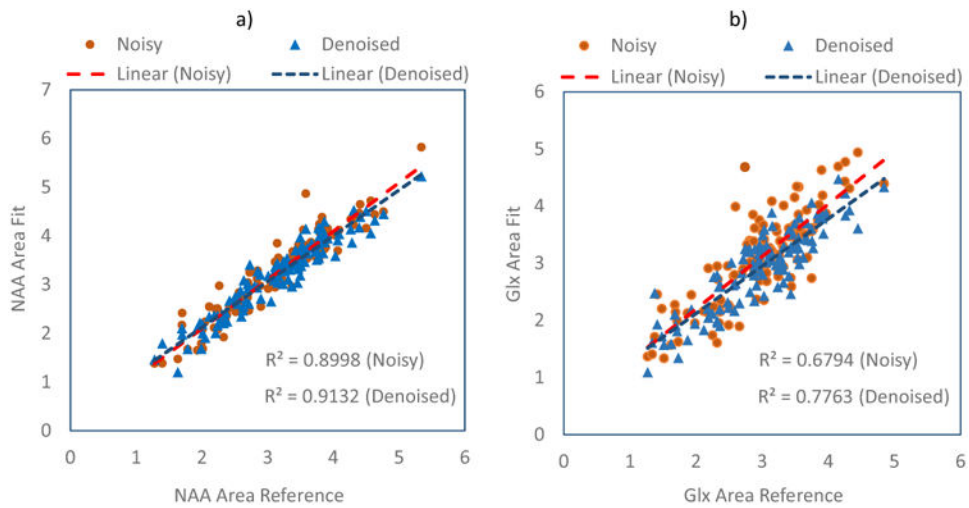 a)
Noisy Denoised
Linear (Noisy) Linear (Denoised)
7
6
5
4
3
2
1
0
NAA Area Fit
R² = 0.8998 (Noisy)
R² = 0.9132 (Denoised)
0 1 2 3 4 5 6
NAA Area Reference
b)
Noisy Denoised
Linear (Noisy) Linear (Denoised)
6
5
4
3
2
1
0
Glx Area Fit
R² = 0.6794 (Noisy)
R² = 0.7763 (Denoised)
0 1 2 3 4 5 6
Glx Area Reference